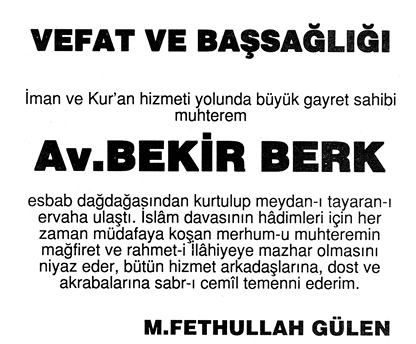 VEFAT VE BAŞSAĞLIĞI
İman ve Kur'an hizmeti yolunda büyük gayret sahibi
muhterem
Av.BEKİR BERK
esbab dağdağasından kurtulup meydan-ı tayaran-ı
ervaha ulaştı. İslâm davasının hâdimleri için her
zaman müdafaya koşan merhum-u muhteremin
mağfiret ve rahmet-i İlâhiyeye mazhar olmasını
niyaz eder, bütün hizmet arkadaşlarına, dost ve
akrabalarına sabr-ı cemîl temenni ederim.
M.FETHULLAH GÜLEN